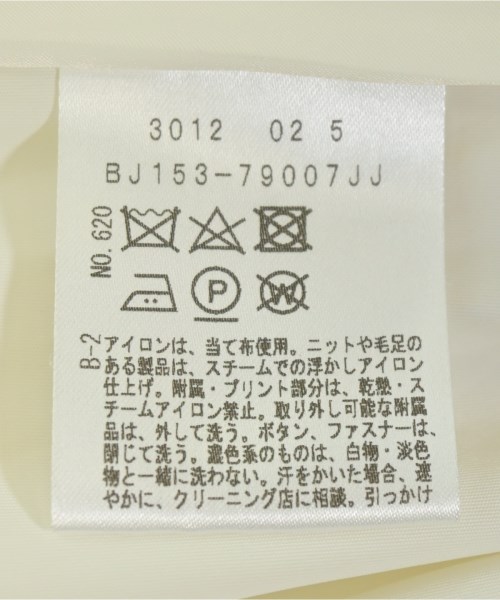 3012 02 5
BJ153-79007JJ
NO.620
P
W
B-2
アイロンは、当て布使用。ニットや毛足の
ある製品は、スチームでの浮かしアイロン
仕上げ。附属・プリント部分は、乾熱・ス
チームアイロン禁止。取り外し可能な附属
品は、外して洗う。ボタン、ファスナーは、
閉じて洗う。濃色系のものは、白物・淡色
物と一緒に洗わない。汗をかいた場合、速
やかに、クリーニング店に相談。引っかけ